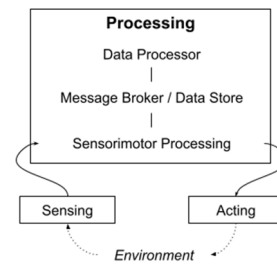 Processing
Data Processor
Message Broker / Data Store
Sensorimotor Processing
Sensing
Acting
Environment